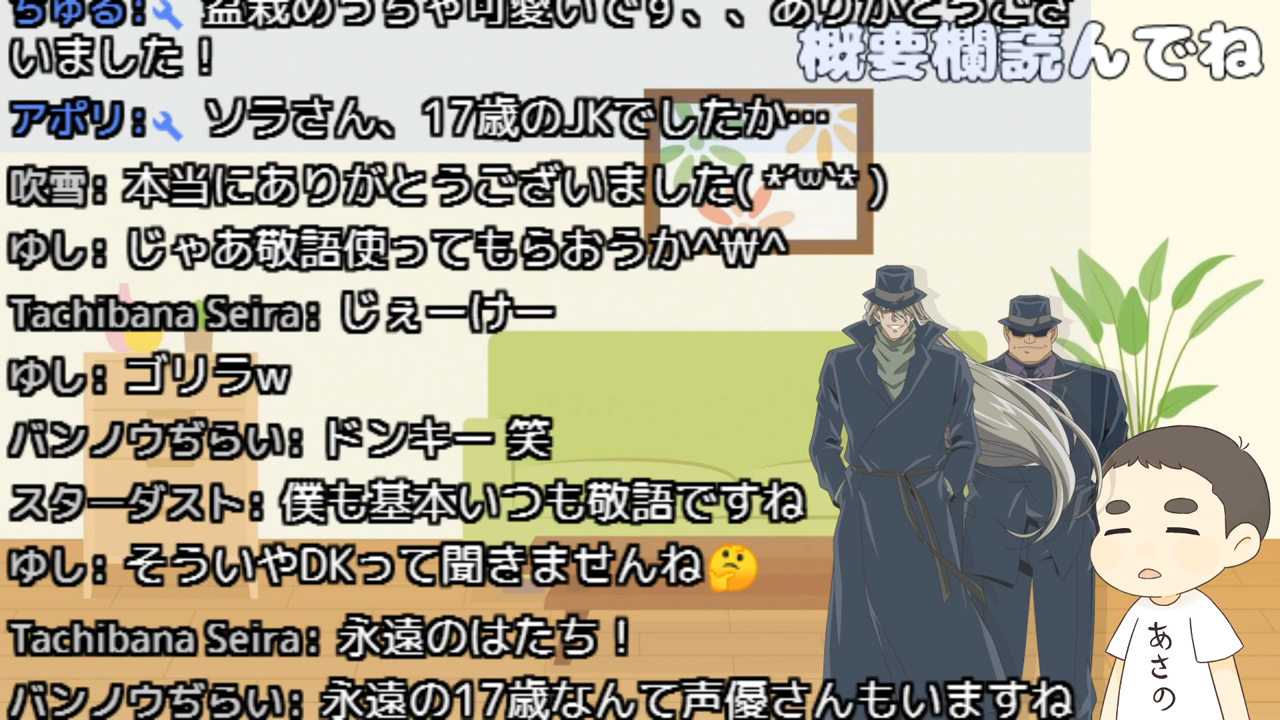 ちゆる: 盆栽めっちゃ可愛いです、、ありがとうござ
いました！
概要欄読んでね
アポリ: ソラさん、17歳のJKでしたか…
吹雪: 本当にありがとうございました( *´꒳`* )
ゆし: じゃあ敬語使ってもらおうか^W^
Tachibana Seira: じぇーけー
ゆし: ゴリラw
バンノウぢらい: ドンキー 笑
スターダスト: 僕も基本いつも敬語ですね
ゆし: そういやDKって聞きませんね🤔
Tachibana Seira: 永遠のはたち！
バンノウぢらい: 永遠の17歳なんて声優さんもいますね
あさの